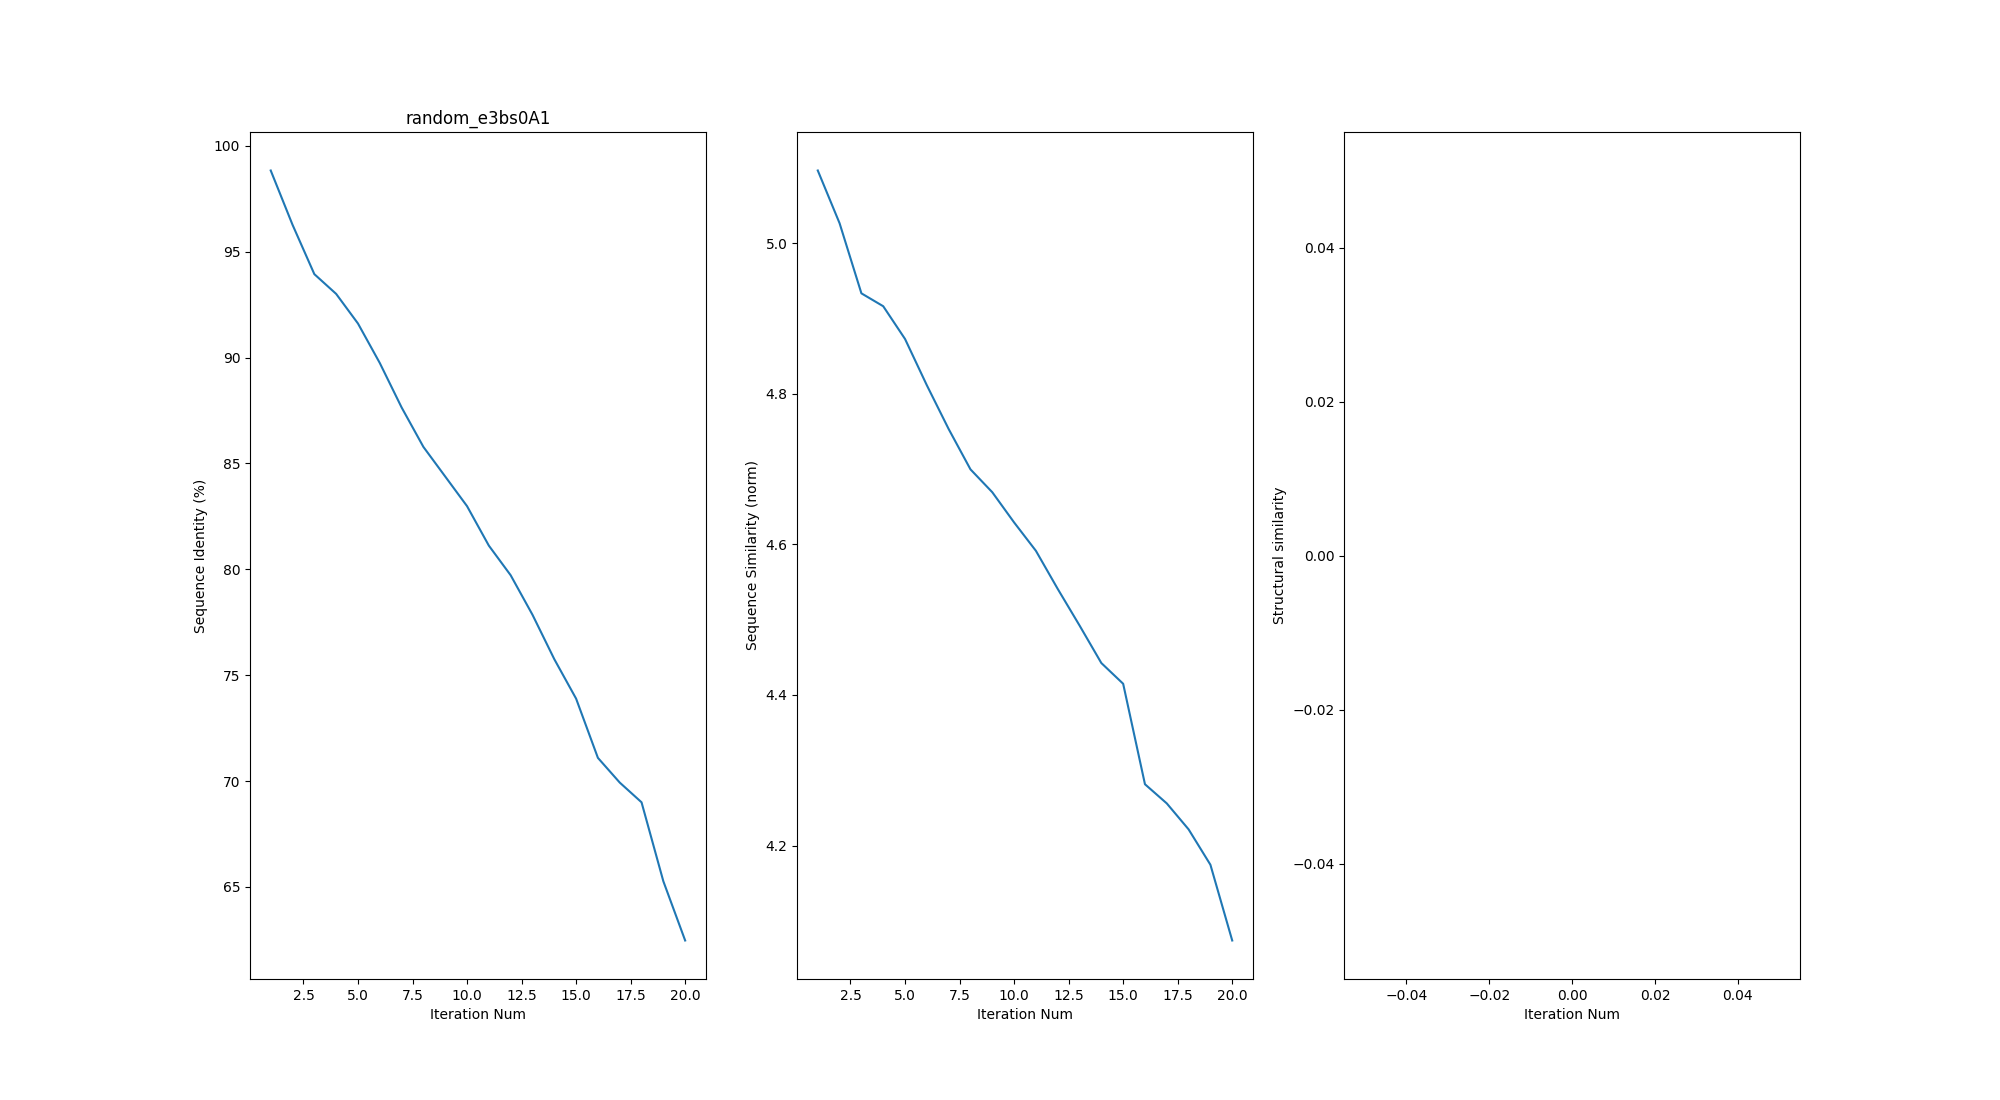 random_e3bs0A1
100
95
90
85
80
75
70
65
Sequence Identity (%)
2.5 5.0 7.5 10.0 12.5 15.0 17.5 20.0
Iteration Num
5.0
4.8
4.6
4.4
4.2
Sequence Similarity (norm)
2.5 5.0 7.5 10.0 12.5 15.0 17.5 20.0
Iteration Num
0.04
0.02
0.00
−0.02
−0.04
Structural similarity
−0.04 −0.02 0.00 0.02 0.04
Iteration Num